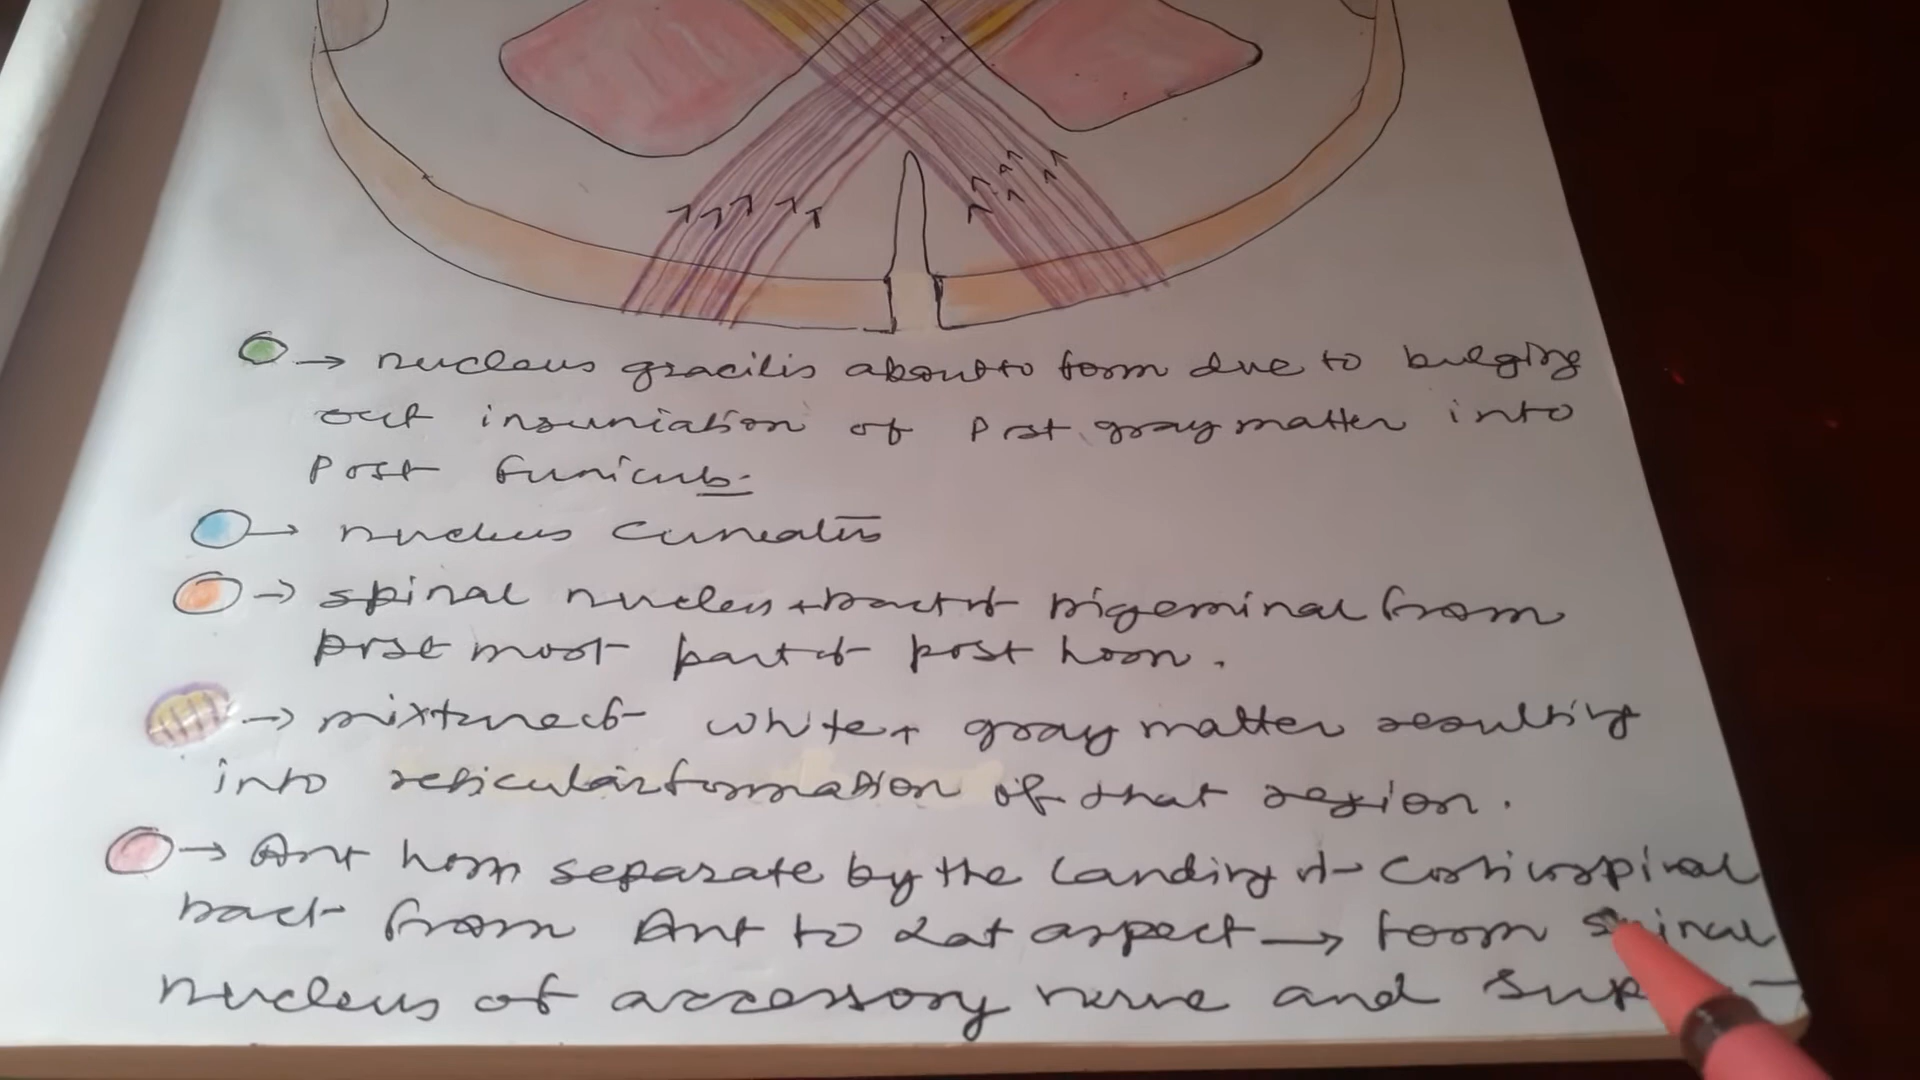 → nucleus gracilis about to form due to bulging
out insuniation of Post gray matter into
Post funiculs.
→ nucleus cuneatus
→ spinal nucleus + tract of trigeminal from
post most part of post horn.
→ mixture of white + gray matter resulting
into reticular formation of that region.
→ Ant horn separate by the landing of corticospinal
tract from Ant to Lat aspect → form
nucleus of accessory nerve and